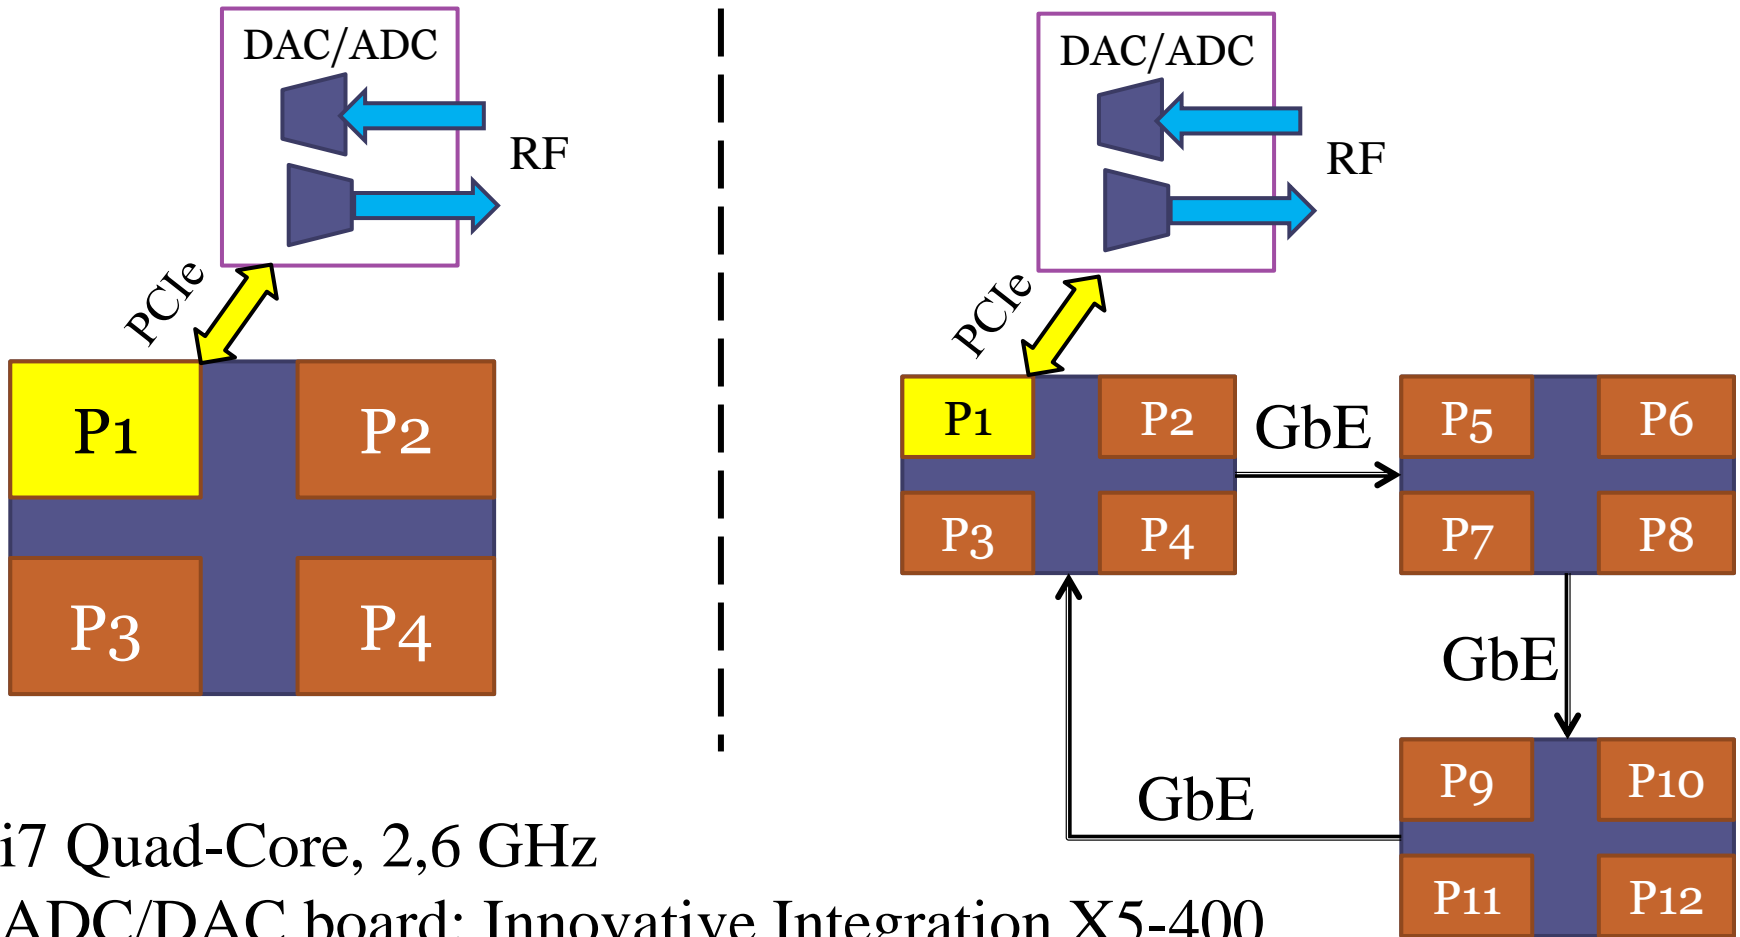 DAC/ADC
RF
PCIe
P1
P2
P3
P4
DAC/ADC
RF
PCIe
P1
P2
P3
P4
GbE
P5
P6
P7
P8
GbE
GbE
P9
P10
P11
P12
i7 Quad-Core, 2,6 GHz
ADC/DAC board: Innovative Integration X5-400